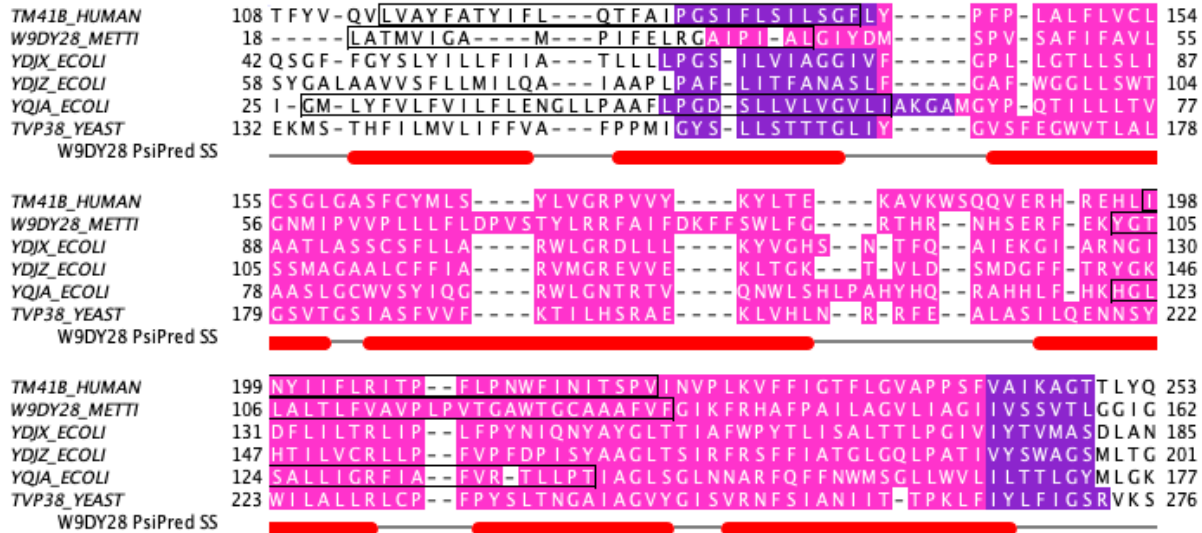 TM41B_HUMAN 108 TFYV-QVLVAYFATYIFL---QTFAIPGSIFLSILSGFLY-----PFP-LALFLVCL 154
W9DY28_METTI 18 -----LATMVIGA---M---PIFELRGAIPI-ALGIYDM-----SPV-SAFIFAVL 55
YDJX_ECOLI 42 QSGF-FGYSLYILLFIIA--TLLLLPGS-ILVIAGGIVF-----GPL-LGTLLSLI 87
YDJZ_ECOLI 58 SYGALAAVVSFLLMILQA--IAAPLPAF-LITFANASLF-----GAF-WGGLLSWT 104
YQJA_ECOLI 25 I-GM-LYFVLFVILFLENGLLPAAFLPGD-SLLVLVGVLIAKGAMGYP-QTILLLTV 77
TVP38_YEAST 132 EKMS-THFILMVLIFFVA---FPPMIGYS-LLSTTTGLIY-----GVSFEGWVTLAL 178
W9DY28 PsiPred SS
TM41B_HUMAN 155 CSGLGASFCYMLS----YLVGRPVVY----KYLTE----KAVKWSQQVERH-REHLI 198
W9DY28_METTI 56 GNMIPVVPLLLFLDPVSTYLRRFAIFDKFFSWLFG----RTHR--NHSERF-EKYGT 105
YDJX_ECOLI 88 AATLASSCSFLLA----RWLGRDLLL----KYVGHS--N-TFQ--AIEKGI-ARNGI 130
YDJZ_ECOLI 105 SSMAGAALCFFIA----RVMGREVVE----KLTGK---T-VLD--SMDGFF-TRYGK 146
YQJA_ECOLI 78 AASLGCWVSYIQG----RWLGNTRTV----QNWLSHLPAHYHQ--RAHHLF-HKHGL 123
TVP38_YEAST 179 GSVTGSIASFVVF----KTILHSRAE----KLVHLN--R-RFE--ALASILQENNSY 222
W9DY28 PsiPred SS
TM41B_HUMAN 199 NYIIFLRITP--FLPNWFINITSPVINVPLKVFFIGTFLGVAPPSFVAIKAGTTLYQ 253
W9DY28_METTI 106 LALTLFVAVPLPVTGAWTGCAAAFVFGIKFRHAFPAILAGVLIAGIIVSSVTLGGIG 162
YDJX_ECOLI 131 DFLILTRLIP--LFPYNIQNYAYGLTTIAFWPYTLISALTTLPGIVIYTVMASDLAN 185
YDJZ_ECOLI 147 HTILVCRLLP--FVPFDPISYAAGLTSIRFRSFFIATGLGQLPATIVYSWAGSMLTG 201
YQJA_ECOLI 124 SALLIGRFIA--FVR-TLLPTIAGLSGLNNARFQFFNWMSGLLWVLILTTLGYMLGK 177
TVP38_YEAST 223 WILALLRLCP--FPYSLTNGAIAGVYGISVRNFSIANIIT-TPKLFIYLFIGSRVKS 276
W9DY28 PsiPred SS